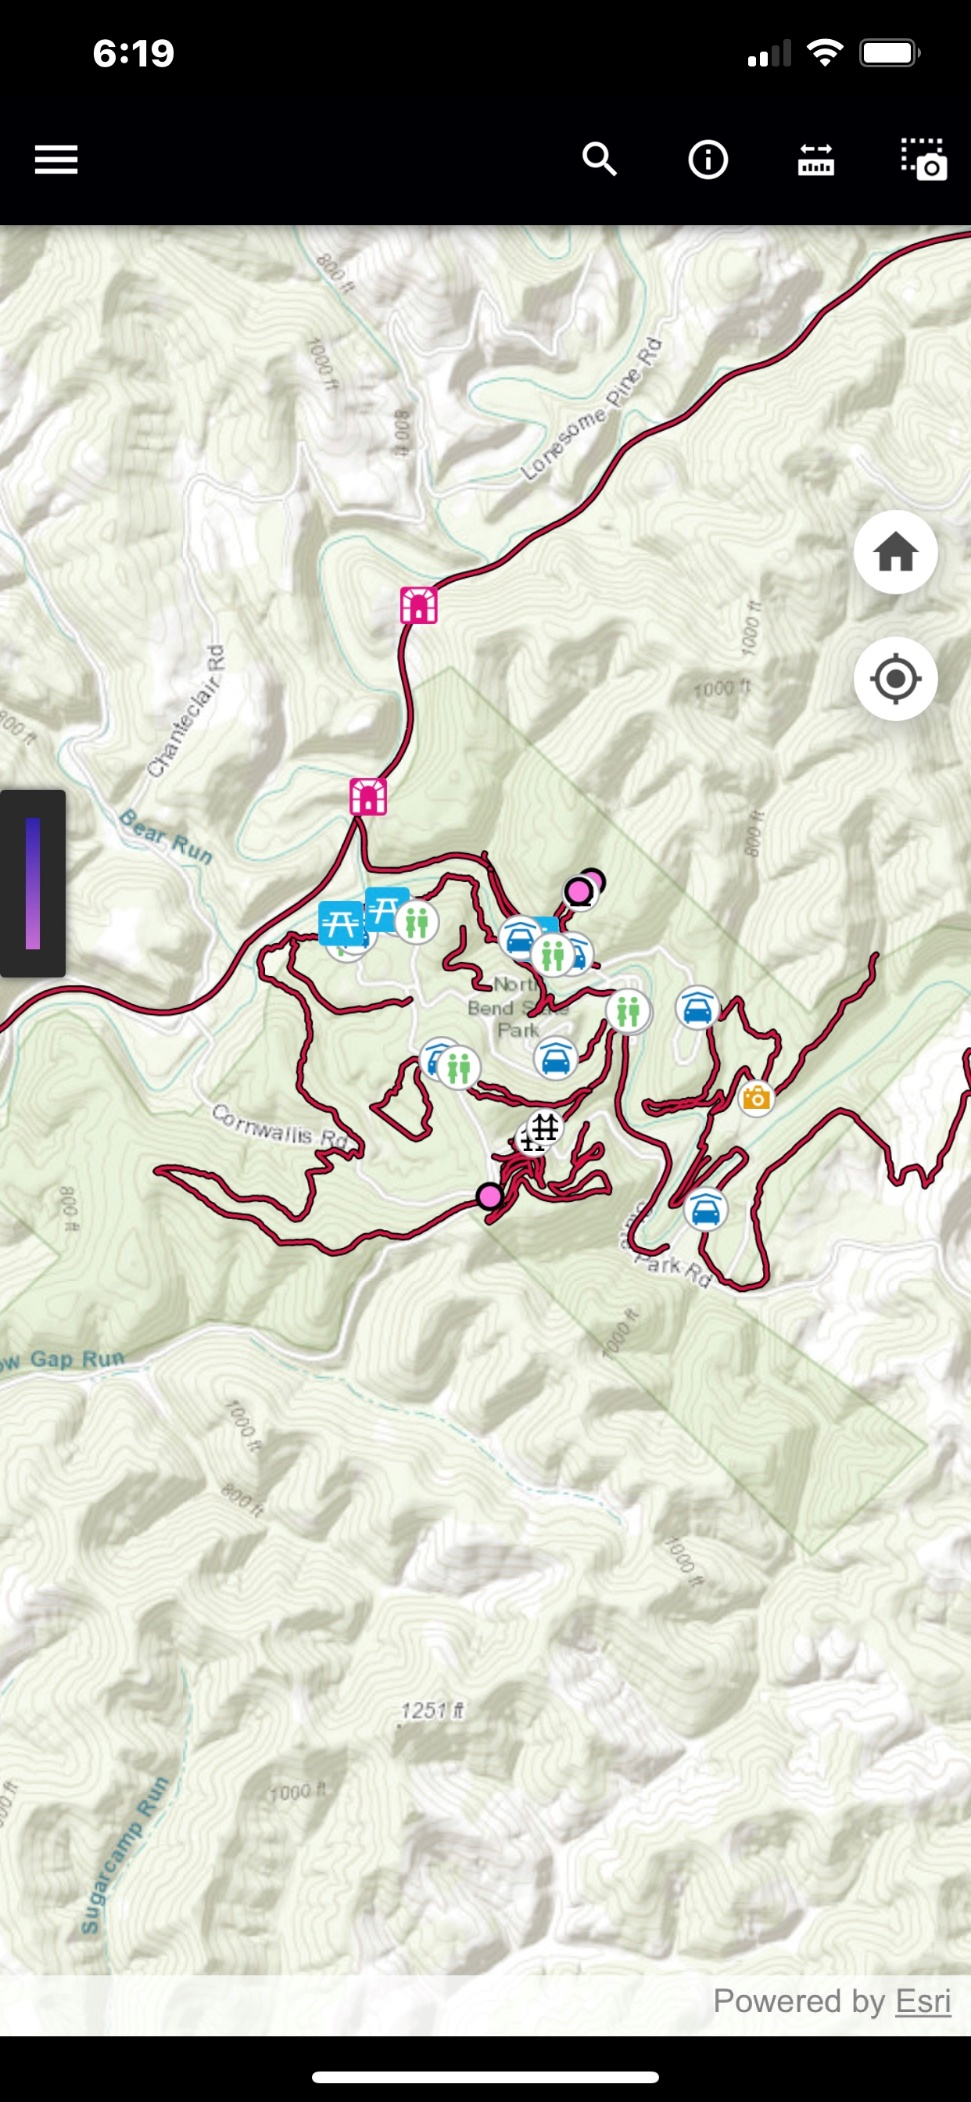 6:19
800 ft
1000 ft
800 ft
Lonesome Pine Rd
1000 ft
1000 ft
Chanteclair Rd
800 ft
Bear Run
800 ft
North
Bend State
Park
Cornwallis Rd
800 ft
Park Rd
1000 ft
ow Gap Run
1000 ft
800 ft
1000 ft
1251 ft
1000 ft
Sugarcamp Run
Powered by Esri